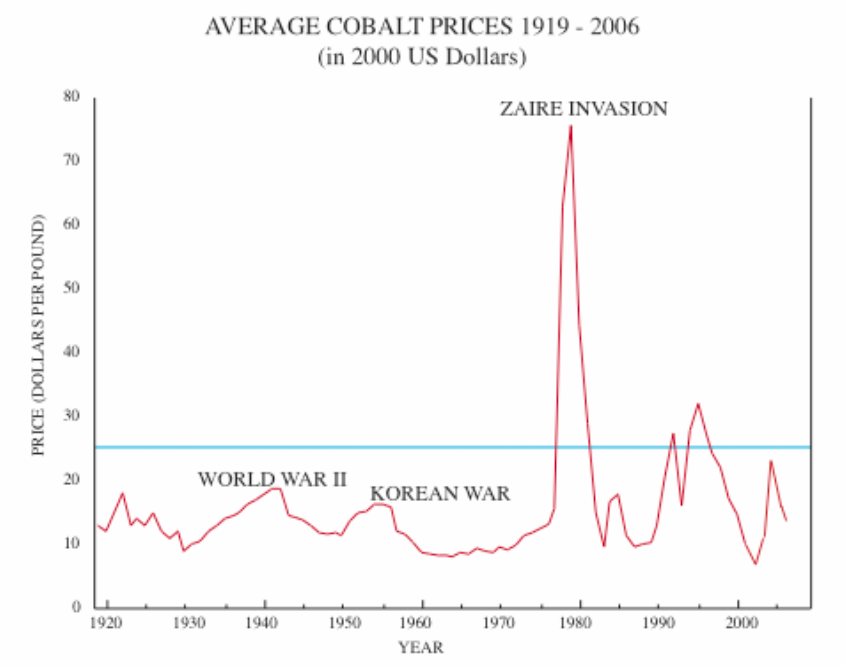 AVERAGE COBALT PRICES 1919 - 2006
(in 2000 US Dollars)
80
ZAIRE INVASION
70
60
50
PRICE (DOLLARS PER POUND)
40
30
20
WORLD WAR II
KOREAN WAR
10
0
1920 1930 1940 1950 1960 1970 1980 1990 2000
YEAR